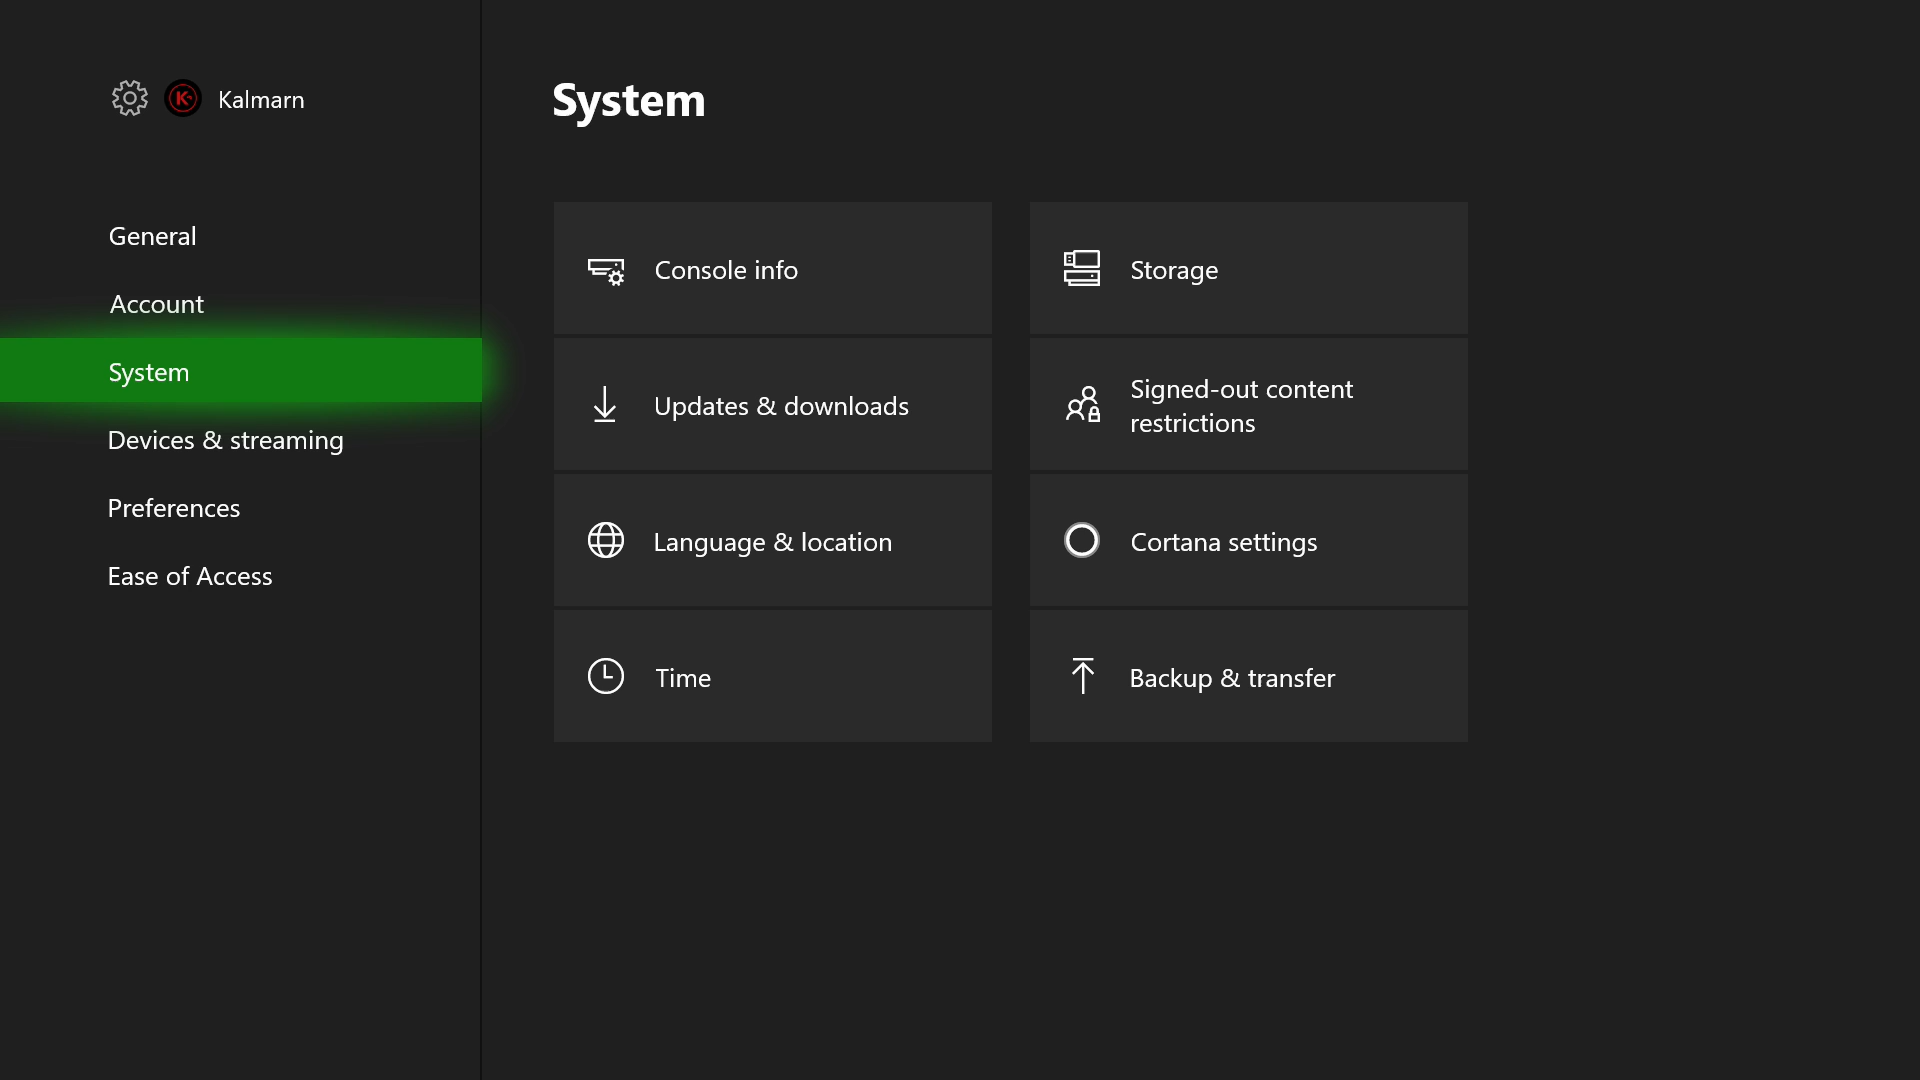 Kalmarn
General
Account
System
Devices & streaming
Preferences
Ease of Access
System
Console info
Storage
Updates & downloads
Signed-out content
restrictions
Language & location
Cortana settings
Time
Backup & transfer